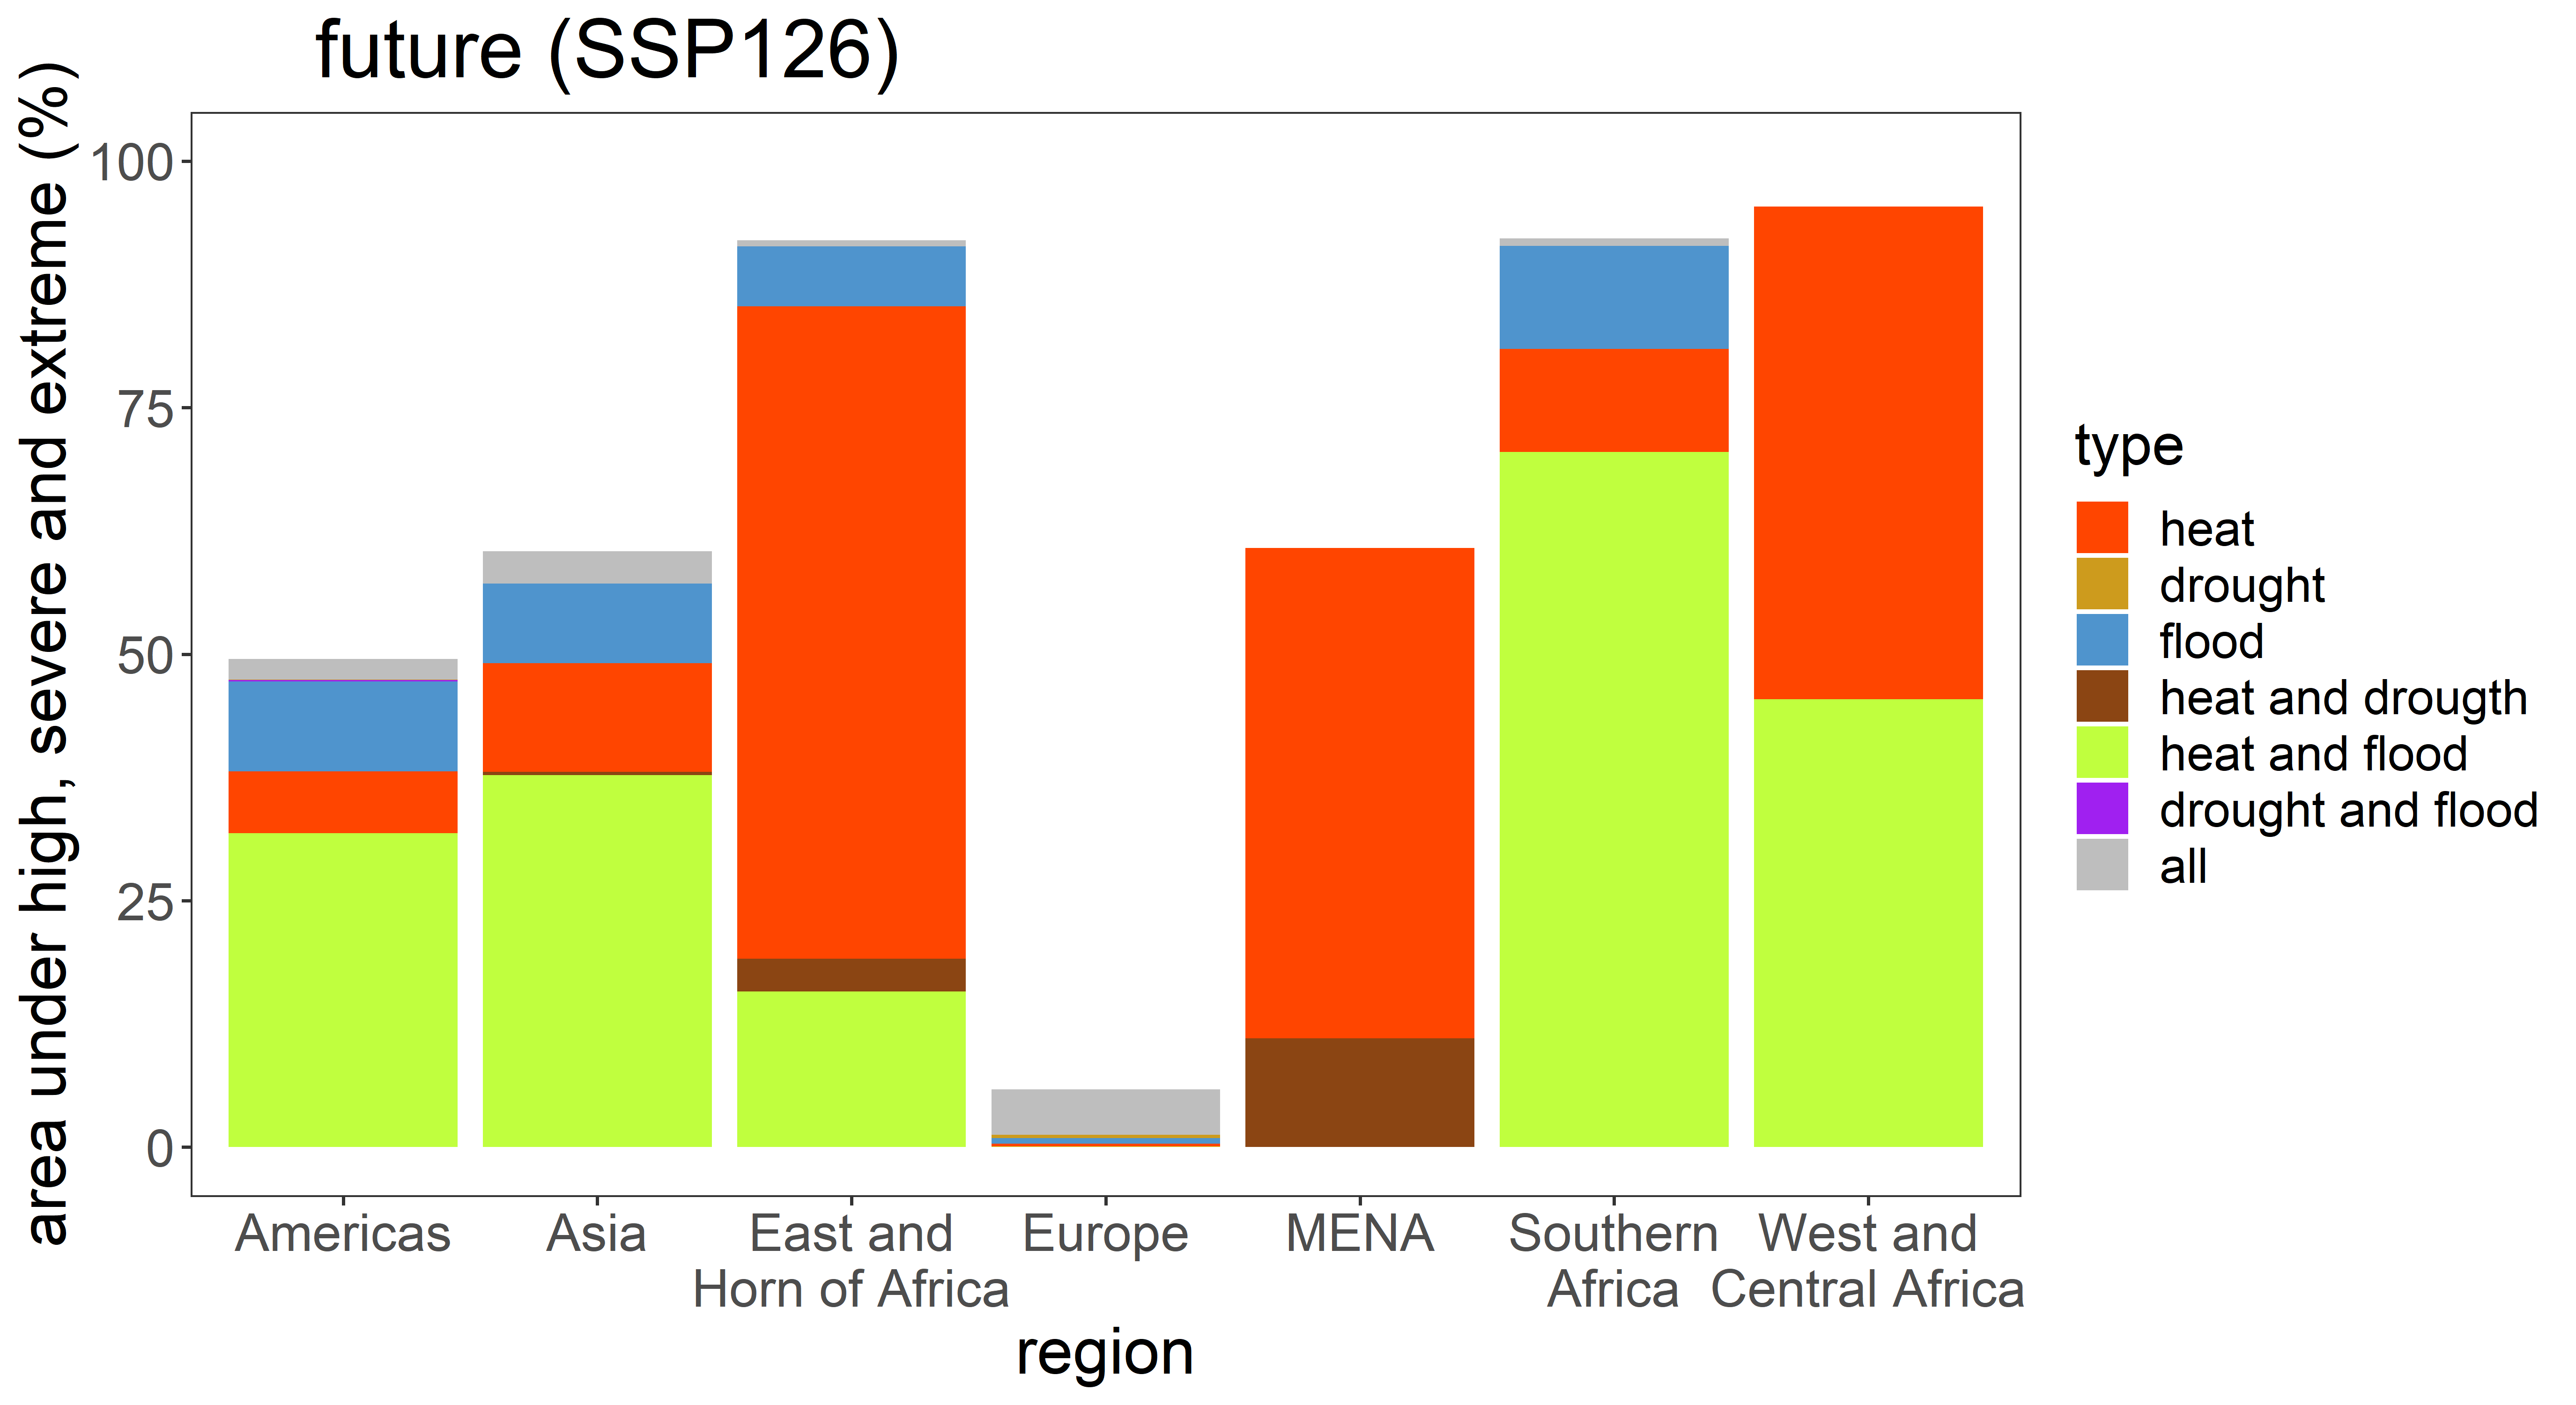 future (SSP126)
area under high, severe and extreme (%)
100
75
50
25
0
Americas
Asia
East and
Horn of Africa
Europe
MENA
Southern
Africa
West and
Central Africa
region
type
heat
drought
flood
heat and drougth
heat and flood
drought and flood
all